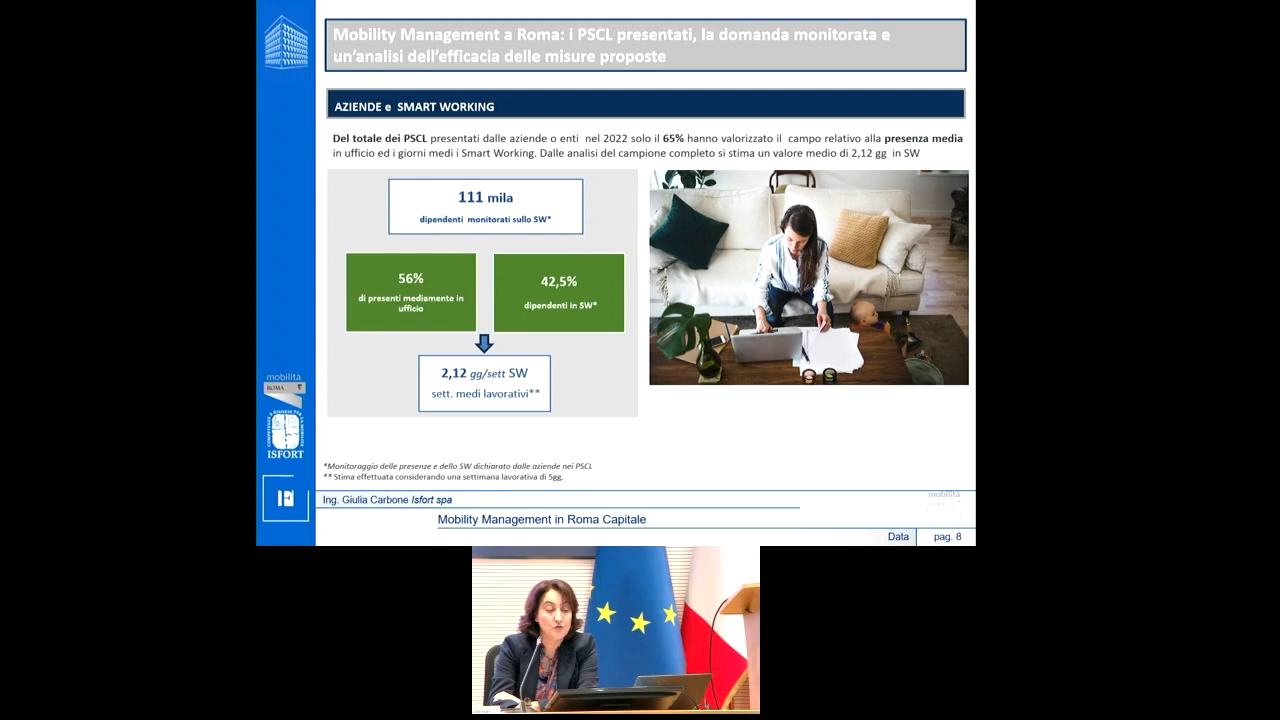 Mobility Management a Roma: i PSCL presentati, la domanda monitorata e
un'analisi dell'efficacia delle misure proposte
AZIENDE e SMART WORKING
Del totale dei PSCL presentati dalle aziende o enti nel 2022 solo il 65% hanno valorizzato il campo relativo alla presenza media
in ufficio ed i giorni medi i Smart Working. Dalle analisi del campione completo si stima un valore medio di 2,12 gg in SW
111 mila
dipendenti monitorati sullo SW*
56%
di presenti mediamente in
ufficio
42,5%
dipendenti in SW*
2,12 gg/sett SW
sett. medi lavorativi**
mobilità
ROMA
COMPETENZE E RISORSE PER LA MOBILITÀ
ISFORT
*Monitoraggio delle presenze e dello SW dichiarato dalle aziende nei PSCL
** Stima effettuata considerando una settimana lavorativa di 5gg.
Ing. Giulia Carbone Isfort spa
mobilità
Mobility Management in Roma Capitale
Data
pag. 8